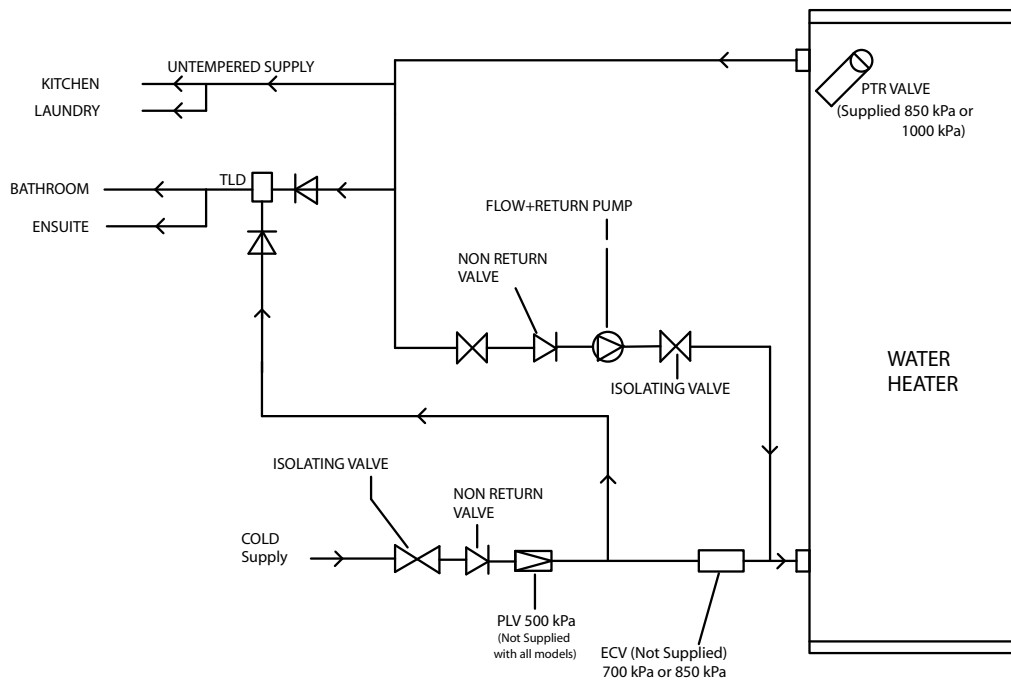 UNTEMPERED SUPPLY
KITCHEN
LAUNDRY
PTR VALVE
(Supplied 850 kPa or
1000 kPa)
TLD
BATHROOM
ENSUITE
FLOW+RETURN PUMP
NON RETURN
VALVE
ISOLATING VALVE
WATER
HEATER
ISOLATING VALVE
NON RETURN
VALVE
COLD
Supply
PLV 500 kPa
(Not Supplied
with all models)
ECV (Not Supplied)
700 kPa or 850 kPa